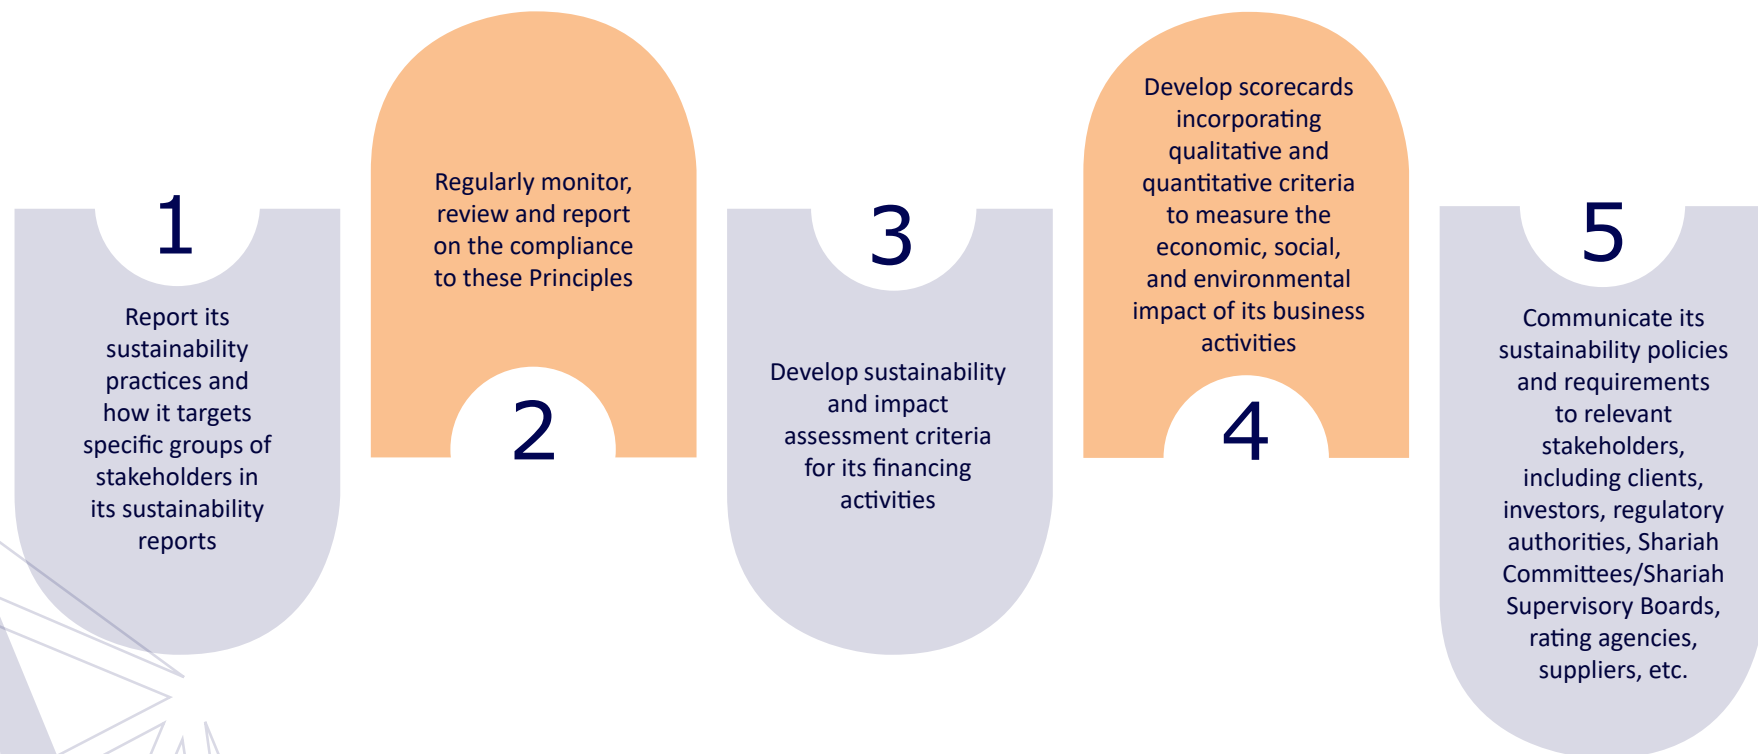 1
Report its
sustainability
practices and
how it targets
specific groups of
stakeholders in
its sustainability
reports
Regularly monitor,
review and report
on the compliance
to these Principles
2
3
Develop sustainability
and impact
assessment criteria
for its financing
activities
Develop scorecards
incorporating
qualitative and
quantitative criteria
to measure the
economic, social,
and environmental
impact of its business
activities
4
5
Communicate its
sustainability policies
and requirements
to relevant
stakeholders,
including clients,
investors, regulatory
authorities, Shariah
Committees/Shariah
Supervisory Boards,
rating agencies,
suppliers, etc.